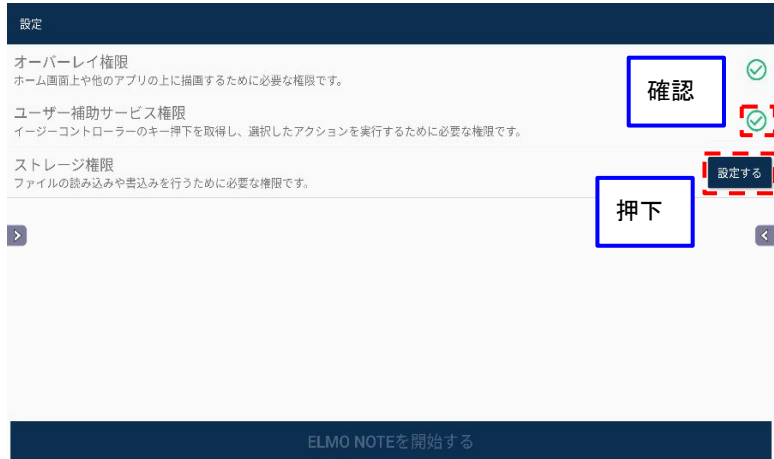 設定
オーバーレイ権限
ホーム画面上や他のアプリの上に描画するために必要な権限です。
確認
ユーザー補助サービス権限
イージーコントローラーのキー押下を取得し、選択したアクションを実行するために必要な権限です。
ストレージ権限
ファイルの読み込みや書込みを行うために必要な権限です。
設定する
押下
ELMO NOTEを開始する